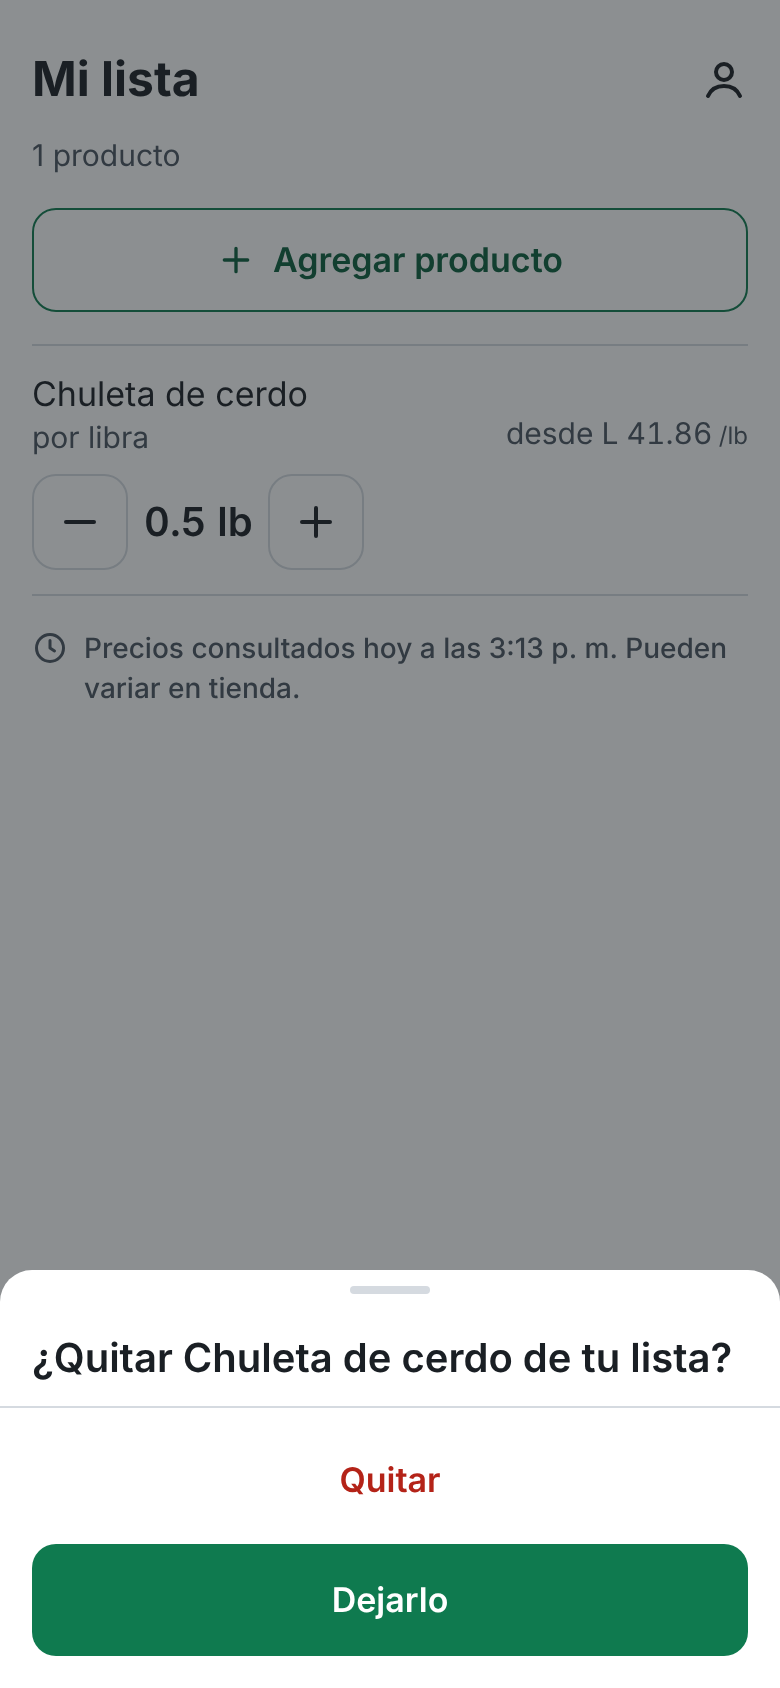 Mi lista
1 producto
+ Agregar producto
Chuleta de cerdo
por libra
desde L 41.86 /lb
− 0.5 lb +
Precios consultados hoy a las 3:13 p. m. Pueden
variar en tienda.
¿Quitar Chuleta de cerdo de tu lista?
Quitar
Dejarlo